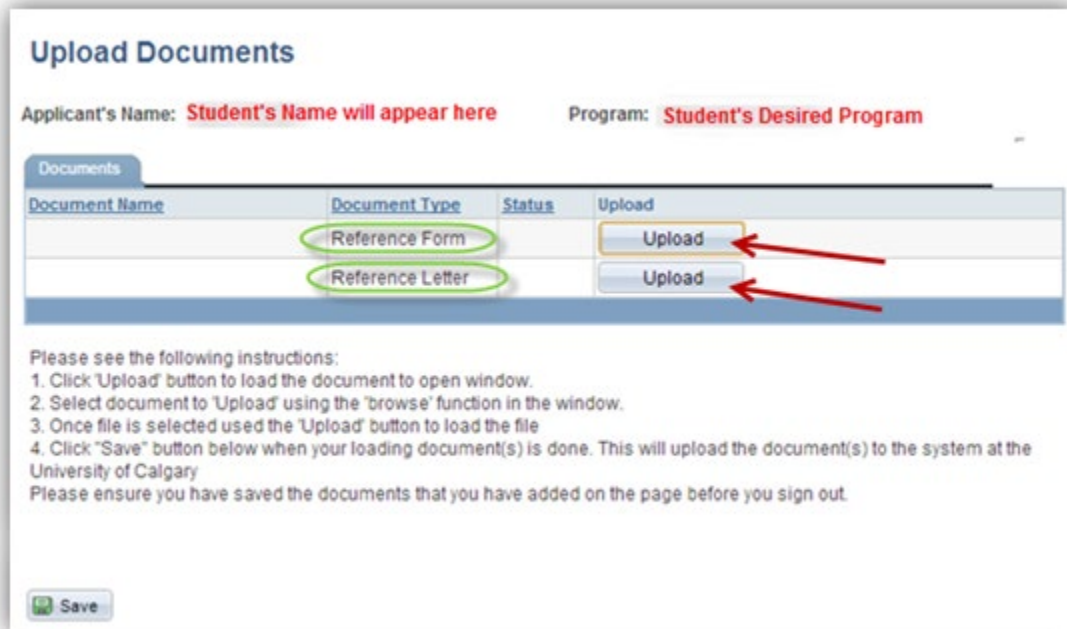 Upload Documents
Applicant's Name: Student's Name will appear here Program: Student's Desired Program
Documents
Document Name Document Type Status Upload
Reference Form Upload
Reference Letter Upload
Please see the following instructions:
1. Click 'Upload' button to load the document to open window.
2. Select document to 'Upload' using the 'browse' function in the window.
3. Once file is selected used the 'Upload' button to load the file
4. Click "Save" button below when your loading document(s) is done. This will upload the document(s) to the system at the
University of Calgary
Please ensure you have saved the documents that you have added on the page before you sign out.
Save